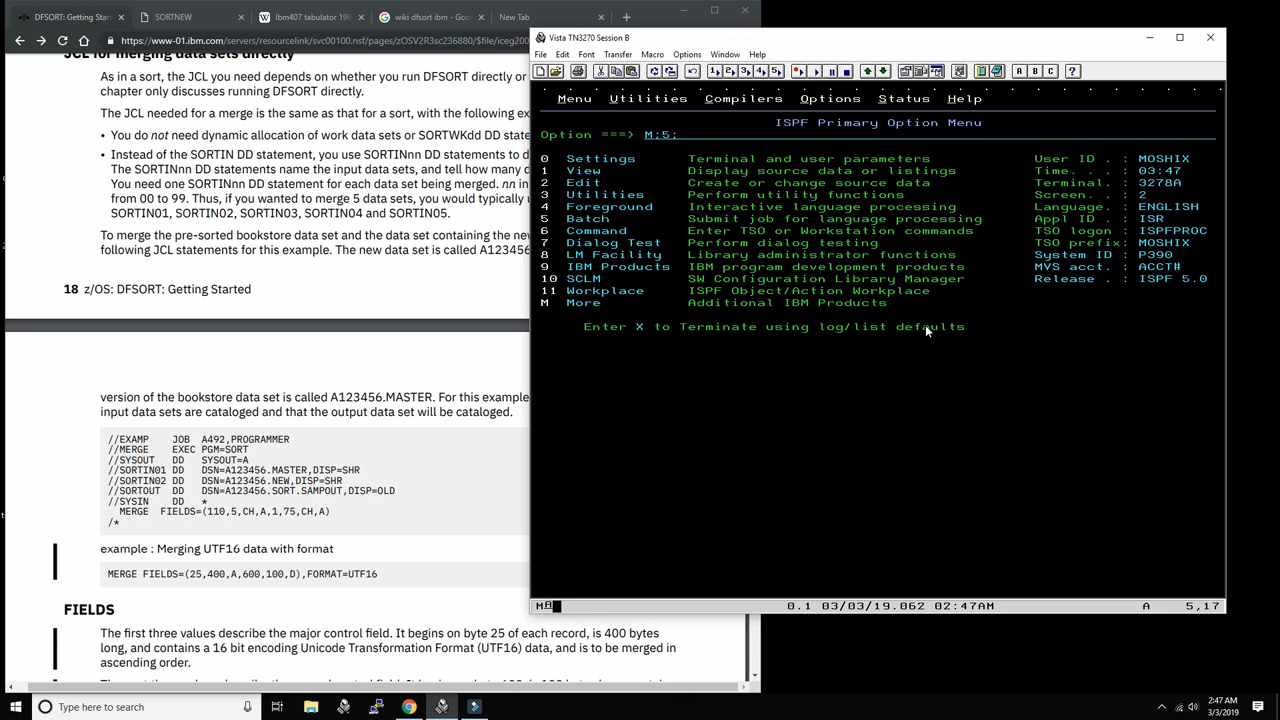 DFSORT: Getting Star
SORTNEW
Ibm407 tabulator 19
wiki dfsort ibm - Goo
New Tab
https://www-01.ibm.com/servers/resourcelink/svc00100.nsf/pages/zOSV2R3sc236880/$file/iceg200
JCL for merging data sets directly
As in a sort, the JCL you need depends on whether you run DFSORT directly or
chapter only discusses running DFSORT directly.
The JCL needed for a merge is the same as that for a sort, with the following ex
• You do not need dynamic allocation of work data sets or SORTWKdd DD state
• Instead of the SORTIN DD statement, you use SORTINnn DD statements to d
The SORTINnn DD statements name the input data sets, and tell how many d
You need one SORTINnn DD statement for each data set being merged. nn in
from 00 to 99. Thus, if you wanted to merge 5 data sets, you would typically
SORTIN01, SORTIN02, SORTIN03, SORTIN04 and SORTIN05.
To merge the pre-sorted bookstore data set and the data set containing the new
following JCL statements for this example. The new data set is called A123456
18 z/OS: DFSORT: Getting Started
version of the bookstore data set is called A123456.MASTER. For this example
input data sets are cataloged and that the output data set will be cataloged.
//EXAMP JOB A492,PROGRAMMER
//MERGE EXEC PGM=SORT
//SYSOUT DD SYSOUT=A
//SORTIN01 DD DSN=A123456.MASTER,DISP=SHR
//SORTIN02 DD DSN=A123456.NEW,DISP=SHR
//SORTOUT DD DSN=A123456.SORT.SAMPOUT,DISP=OLD
//SYSIN DD *
MERGE FIELDS=(110,5,CH,A,1,75,CH,A)
/*
example : Merging UTF16 data with format
MERGE FIELDS=(25,400,A,600,100,D),FORMAT=UTF16
FIELDS
The first three values describe the major control field. It begins on byte 25 of each record, is 400 bytes
long, and contains a 16 bit encoding Unicode Transformation Format (UTF16) data, and is to be merged in
ascending order.
Vista TN3270 Session B
File Edit Font Transfer Macro Options Window Help
1 2 3 4 5 A B C ?
Menu Utilities Compilers Options Status Help
ISPF Primary Option Menu
Option ===> M;5;
0 Settings Terminal and user parameters User ID . : MOSHIX
1 View Display source data or listings Time. . . : 03:47
2 Edit Create or change source data Terminal. : 3278A
3 Utilities Perform utility functions Screen. . : 2
4 Foreground Interactive language processing Language. : ENGLISH
5 Batch Submit job for language processing Appl ID . : ISR
6 Command Enter TSO or Workstation commands TSO logon : ISPFPROC
7 Dialog Test Perform dialog testing TSO prefix: MOSHIX
8 LM Facility Library administrator functions System ID : P390
9 IBM Products IBM program development products MVS acct. : ACCT#
10 SCLM SW Configuration Library Manager Release . : ISPF 5.0
11 Workplace ISPF Object/Action Workplace
M More Additional IBM Products
Enter X to Terminate using log/list defaults
MA 0.1 03/03/19.062 02:47AM A 5,17
Type here to search
2:47 AM
3/3/2019